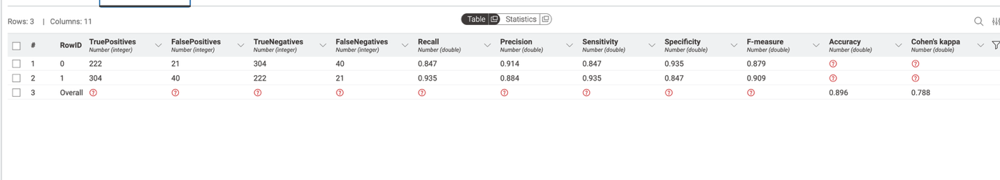 Rows: 3 | Columns: 11
Table Statistics
# RowID TruePositives FalsePositives TrueNegatives FalseNegatives Recall Precision Sensitivity Specificity F-measure Accuracy Cohen's kappa
Number (integer) Number (integer) Number (integer) Number (integer) Number (double) Number (double) Number (double) Number (double) Number (double) Number (double) Number (double)
1 0 222 21 304 40 0.847 0.914 0.847 0.935 0.879 ? ?
2 1 304 40 222 21 0.935 0.884 0.935 0.847 0.909 ? ?
3 Overall ? ? ? ? ? ? ? ? ? 0.896 0.788